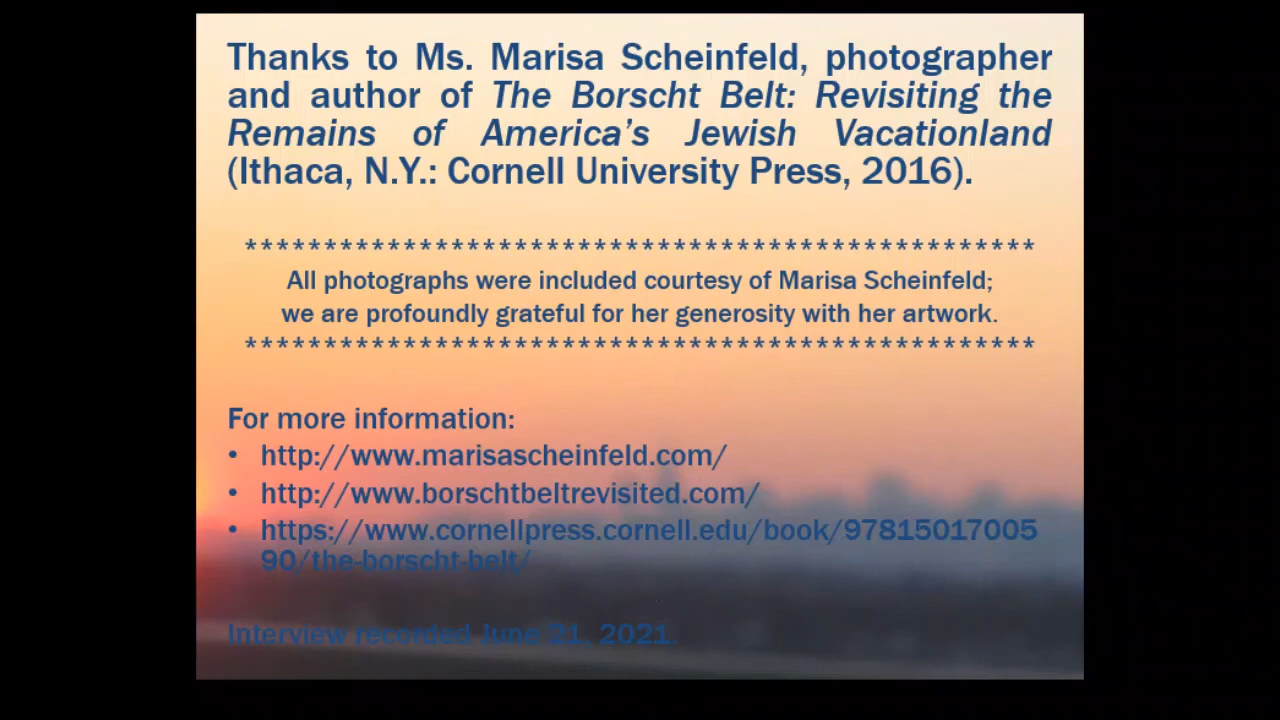 Thanks to Ms. Marisa Scheinfeld, photographer
and author of The Borscht Belt: Revisiting the
Remains of America's Jewish Vacationland
(Ithaca, N.Y.: Cornell University Press, 2016).
**************************************************
All photographs were included courtesy of Marisa Scheinfeld;
we are profoundly grateful for her generosity with her artwork.
**************************************************
For more information:
• http://www.marisascheinfeld.com/
• http://www.borschtbeltrevisited.com/
• https://www.cornellpress.cornell.edu/book/97815017005
90/the-borscht-belt/
Interview recorded June 21, 2021.